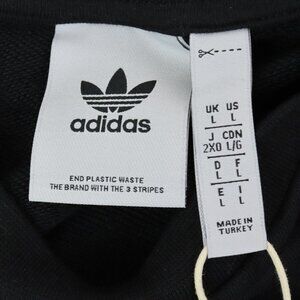 adidas
END PLASTIC WASTE
THE BRAND WITH THE 3 STRIPES
UK US
L L
J CDN
2XO L/G
D F
L L
E I
L L
MADE IN
TURKEY